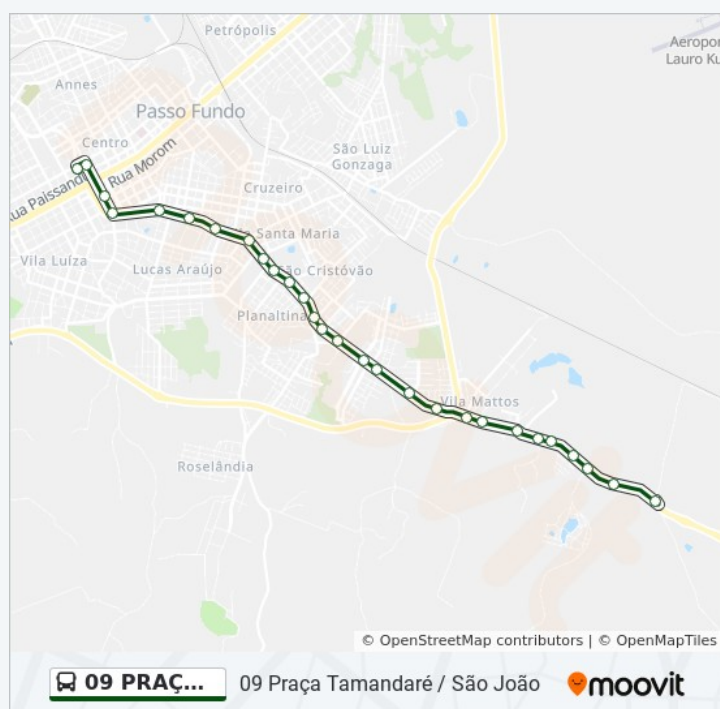 Petrópolis
Aeropor
Lauro Ku
Annes
Passo Fundo
Centro
São Luiz
Gonzaga
Rua Morom
Cruzeiro
ua Paissand
Santa Maria
Vila Luíza
Lucas Araújo
São Cristóvão
Planaltina
Vila Mattos
Roselândia
© OpenStreetMap contributors | © OpenMapTiles
09 PRAÇ...
09 Praça Tamandaré / São João
moovit